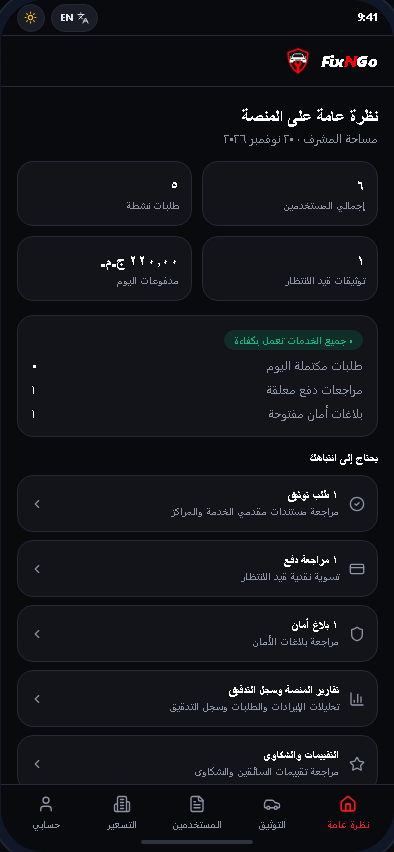 9:41
EN
FixNGo
نظرة عامة على المنصة
مساحة المشرف · ٢٠ نوفمبر ٢٠٢٦
٦
إجمالي المستخدمين
٥
طلبات نشطة
١
توثيقات قيد الانتظار
٢٢٠٫٠٠ ج.م.
مدفوعات اليوم
• جميع الخدمات تعمل بكفاءة
طلبات مكتملة اليوم ٠
مراجعات دفع معلقة ١
بلاغات أمان مفتوحة ١
يحتاج إلى انتباهك
١ طلب توثيق
مراجعة مستندات مقدمي الخدمة والمراكز
١ مراجعة دفع
تسوية نقدية قيد الانتظار
١ بلاغ أمان
مراجعة بلاغات الأمان
تقارير المنصة وسجل التدقيق
تحليلات الإيرادات والطلبات وسجل التدقيق
التقييمات والشكاوى
مراجعة تقييمات السائقين والشكاوى
نظرة عامة
التوثيق
المستخدمين
التسعير
حسابي